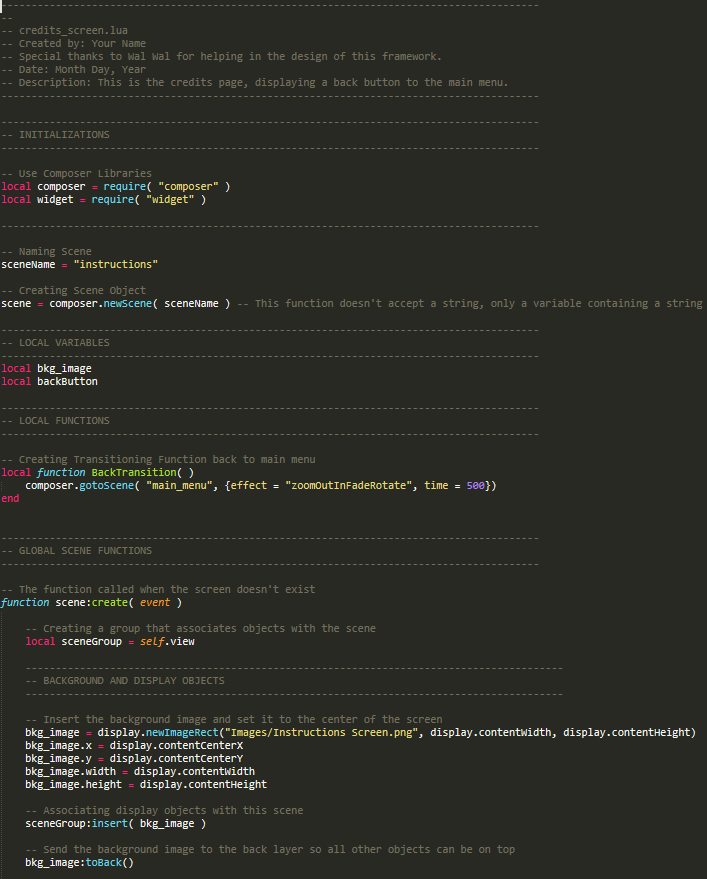 -----------------------------------------------------------------------------------------
--
-- credits_screen.lua
-- Created by: Your Name
-- Special thanks to Wal Wal for helping in the design of this framework.
-- Date: Month Day, Year
-- Description: This is the credits page, displaying a back button to the main menu.
-----------------------------------------------------------------------------------------

-----------------------------------------------------------------------------------------
-- INITIALIZATIONS
-----------------------------------------------------------------------------------------

-- Use Composer Libraries
local composer = require( "composer" )
local widget = require( "widget" )

-----------------------------------------------------------------------------------------

-- Naming Scene
sceneName = "instructions"

-- Creating Scene Object
scene = composer.newScene( sceneName ) -- This function doesn't accept a string, only a variable containing a string

-----------------------------------------------------------------------------------------
-- LOCAL VARIABLES
-----------------------------------------------------------------------------------------
local bkg_image
local backButton

-----------------------------------------------------------------------------------------
-- LOCAL FUNCTIONS
-----------------------------------------------------------------------------------------

-- Creating Transitioning Function back to main menu
local function BackTransition( )
    composer.gotoScene( "main_menu", {effect = "zoomOutInFadeRotate", time = 500})
end


-----------------------------------------------------------------------------------------
-- GLOBAL SCENE FUNCTIONS
-----------------------------------------------------------------------------------------

-- The function called when the screen doesn't exist
function scene:create( event )

    -- Creating a group that associates objects with the scene
    local sceneGroup = self.view

    -----------------------------------------------------------------------------------------
    -- BACKGROUND AND DISPLAY OBJECTS
    -----------------------------------------------------------------------------------------

    -- Insert the background image and set it to the center of the screen
    bkg_image = display.newImageRect("Images/Instructions Screen.png", display.contentWidth, display.contentHeight)
    bkg_image.x = display.contentCenterX
    bkg_image.y = display.contentCenterY
    bkg_image.width = display.contentWidth
    bkg_image.height = display.contentHeight

    -- Associating display objects with this scene
    sceneGroup:insert( bkg_image )

    -- Send the background image to the back layer so all other objects can be on top
    bkg_image:toBack()